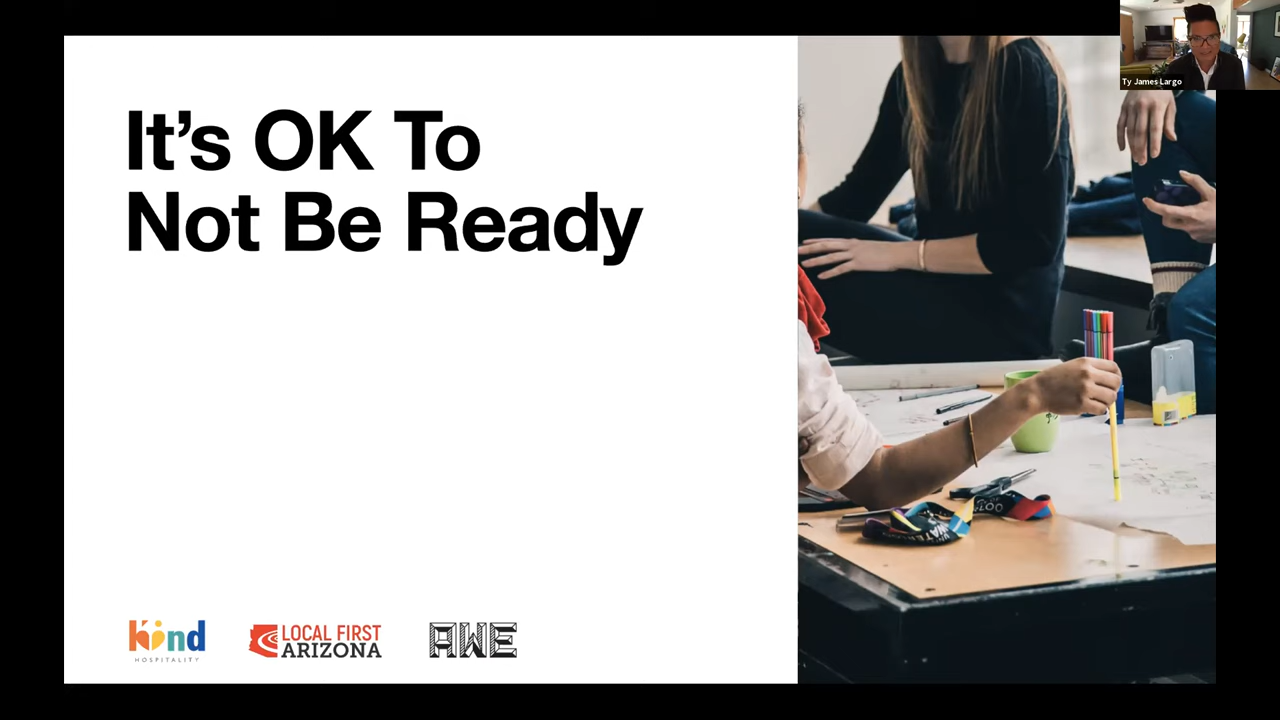 Ty James Largo
It's OK To
Not Be Ready
kind
HOSPITALITY
LOCAL FIRST
ARIZONA
AWE